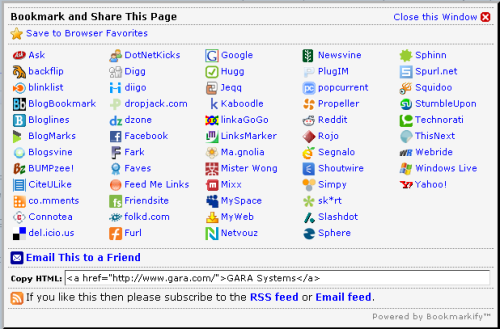 Bookmark and Share This Page Close this Window
Save to Browser Favorites
Ask DotNetKicks Google Newsvine Sphinn
backflip Digg Hugg PlugIM Spurl.net
blinklist diigo Jeqq popcurrent Squidoo
BlogBookmark dropjack.com Kaboodle Propeller StumbleUpon
Bloglines dzone linkaGoGo Reddit Technorati
BlogMarks Facebook LinksMarker Rojo ThisNext
Blogsvine Fark Ma.gnolia Segnalo Webride
BUMPzee! Faves Mister Wong Shoutwire Windows Live
CiteULike Feed Me Links Mixx Simpy Yahoo!
co.mments Friendsite MySpace sk*rt
Connotea folkd.com MyWeb Slashdot
del.icio.us Furl Netvouz Sphere
Email This to a Friend
Copy HTML: <a href="http://www.gara.com/">GARA Systems</a>
If you like this then please subscribe to the RSS feed or Email feed.
Powered by Bookmarkify™